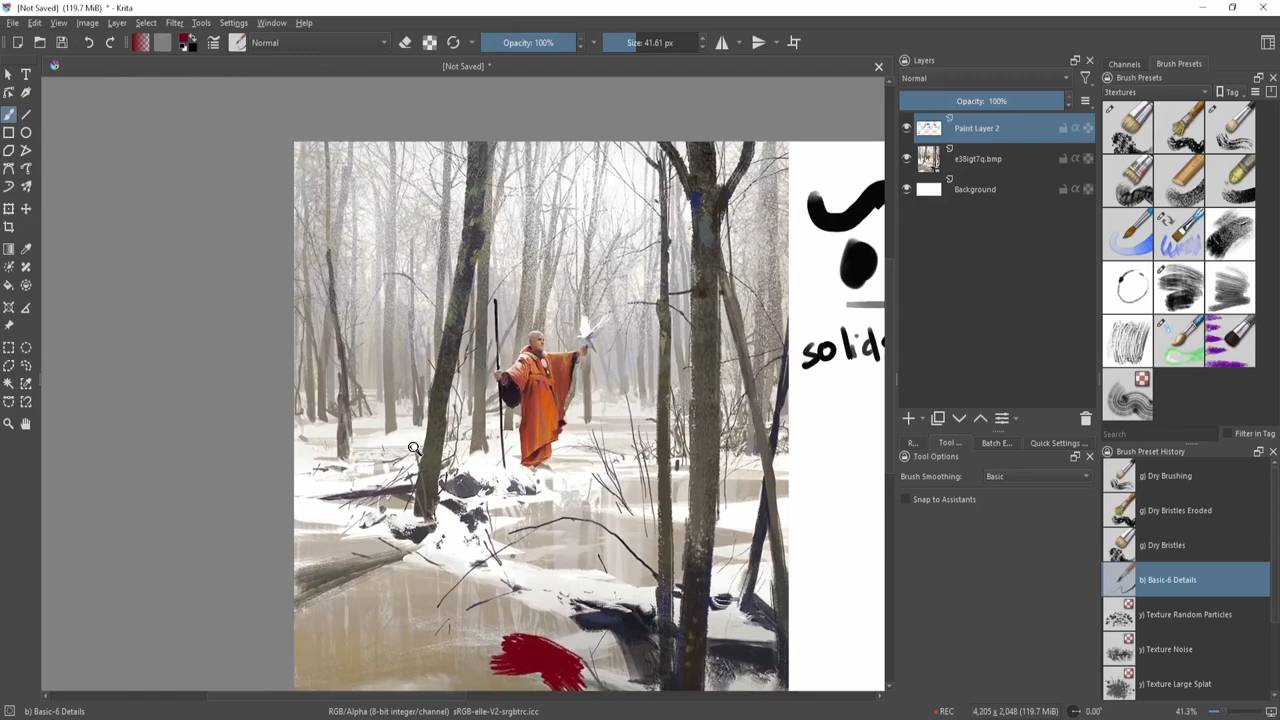 [Not Saved] (119.7 MiB) * - Krita
File Edit View Image Layer Select Filter Tools Settings Window Help
Normal
Opacity: 100%
Size: 41.61 px
[Not Saved] *
solid
Layers
Normal
Opacity: 100%
Paint Layer 2
e38igt7q.bmp
Background
R... Tool ... Batch E... Quick Settings ...
Tool Options
Brush Smoothing: Basic
Snap to Assistants
Channels Brush Presets
Brush Presets
3textures
Tag
Search
Filter in Tag
Brush Preset History
g) Dry Brushing
g) Dry Bristles Eroded
g) Dry Bristles
b) Basic-6 Details
y) Texture Random Particles
y) Texture Noise
y) Texture Large Splat
b) Basic-6 Details
RGB/Alpha (8-bit integer/channel) sRGB-elle-V2-srgbtrc.icc
REC
4,205 x 2,048 (119.7 MiB)
0.00°
41.3%